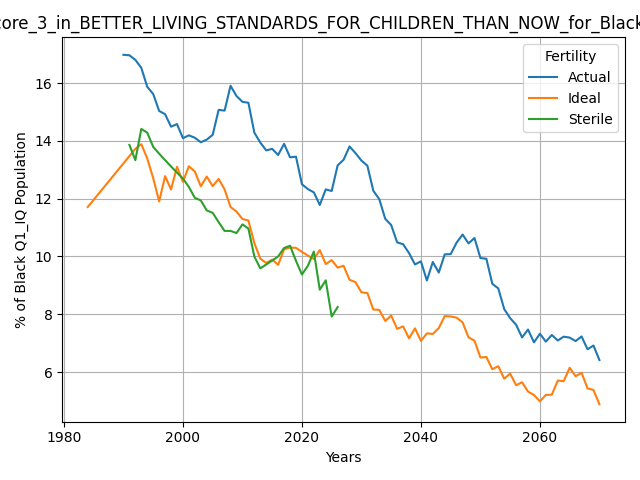 core_3_in_BETTER_LIVING_STANDARDS_FOR_CHILDREN_THAN_NOW_for_Black
Fertility
Actual
Ideal
Sterile
% of Black Q1_IQ Population
16
14
12
10
8
6
1980
2000
2020
2040
2060
Years